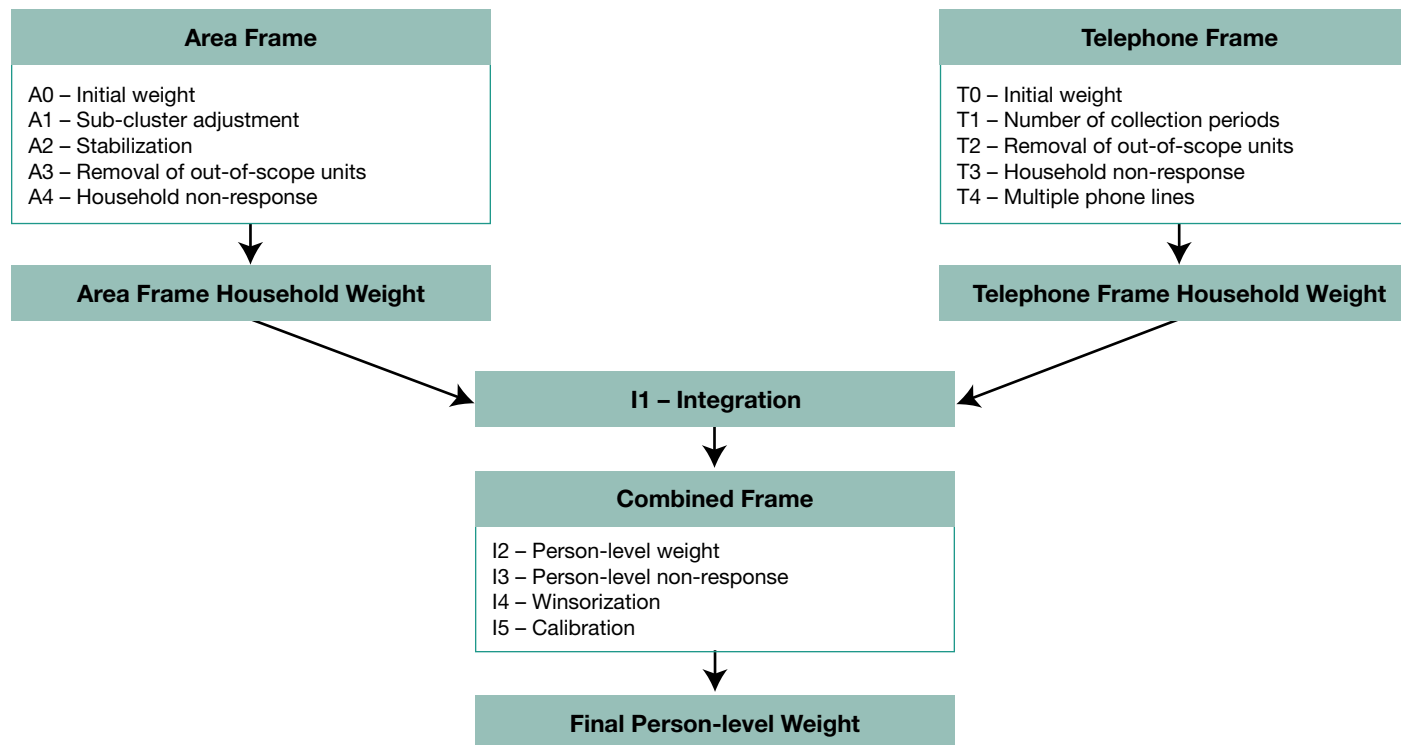 Area Frame
A0 – Initial weight
A1 – Sub-cluster adjustment
A2 – Stabilization
A3 – Removal of out-of-scope units
A4 – Household non-response
Area Frame Household Weight
Telephone Frame
T0 – Initial weight
T1 – Number of collection periods
T2 – Removal of out-of-scope units
T3 – Household non-response
T4 – Multiple phone lines
Telephone Frame Household Weight
I1 – Integration
Combined Frame
I2 – Person-level weight
I3 – Person-level non-response
I4 – Winsorization
I5 – Calibration
Final Person-level Weight